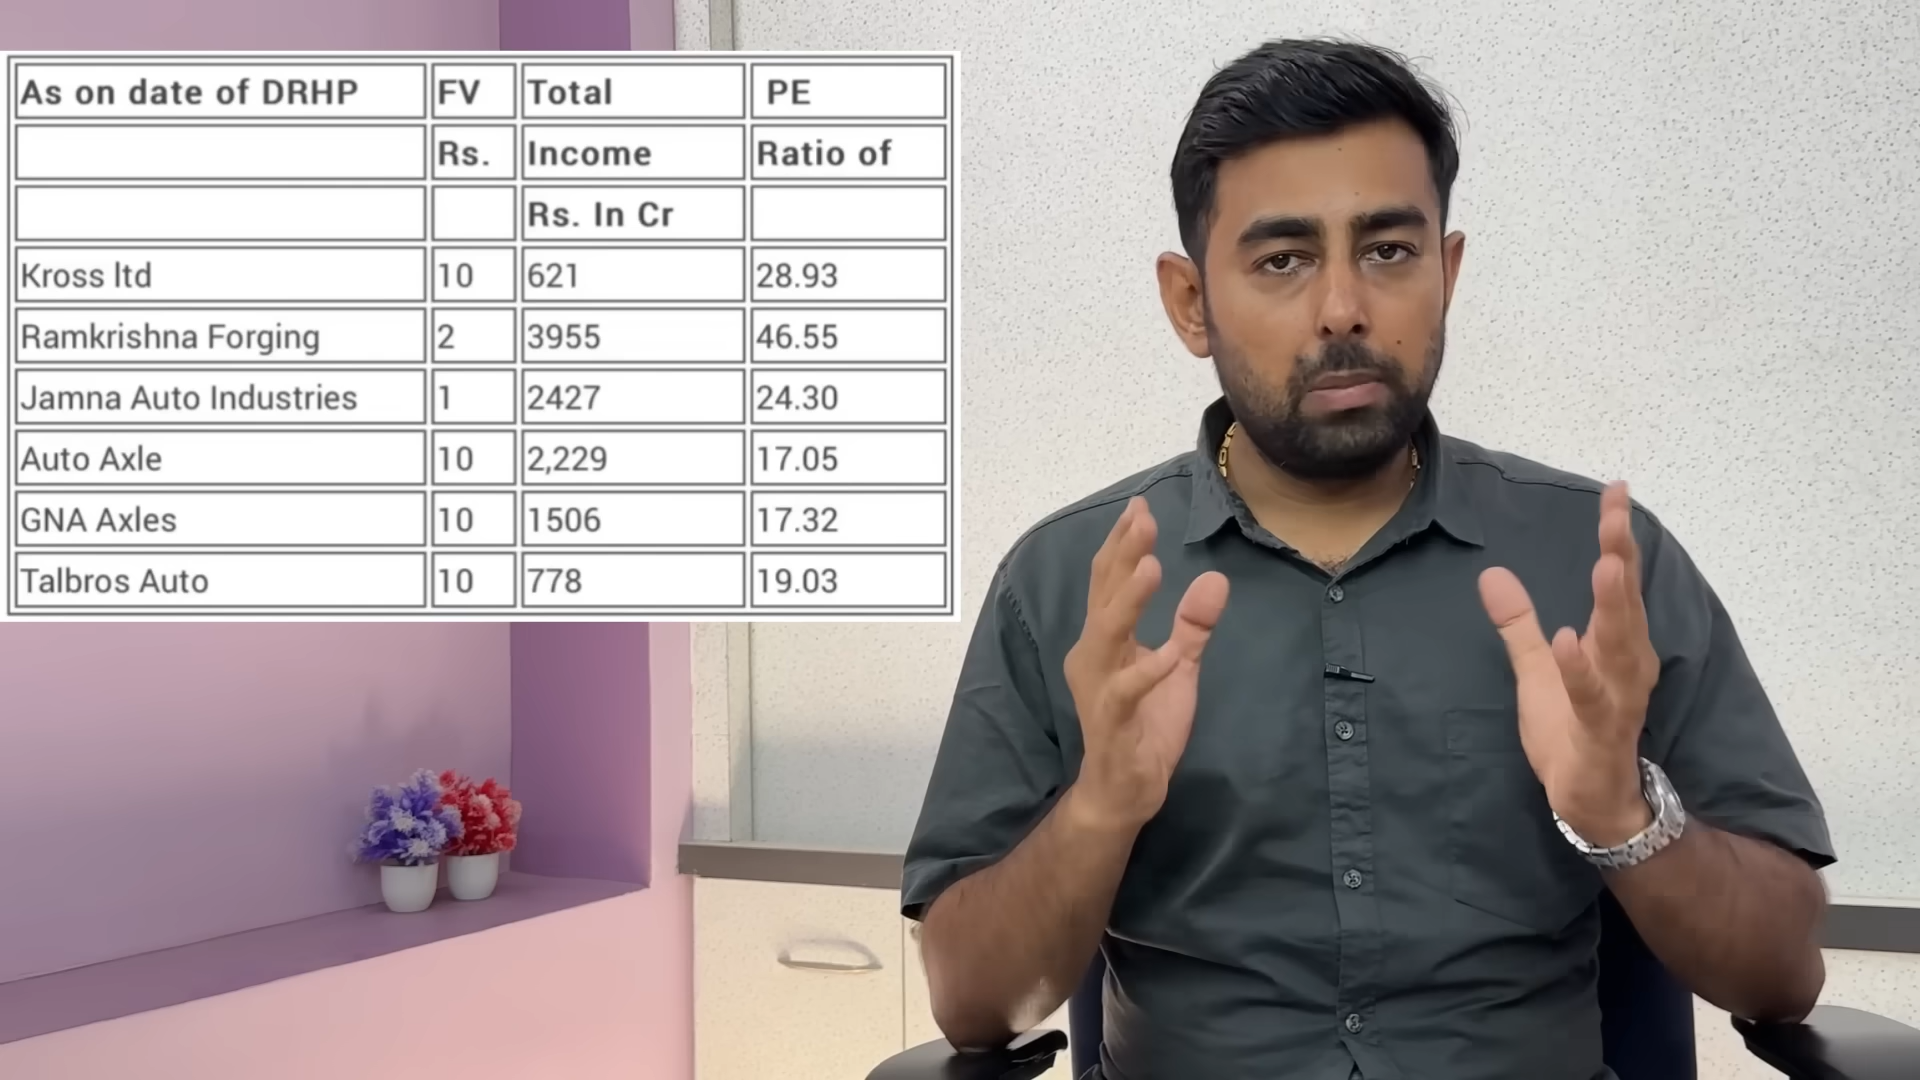 As on date of DRHP FV Total PE
Rs. Income Ratio of
Rs. In Cr
Kross ltd 10 621 28.93
Ramkrishna Forging 2 3955 46.55
Jamna Auto Industries 1 2427 24.30
Auto Axle 10 2,229 17.05
GNA Axles 10 1506 17.32
Talbros Auto 10 778 19.03